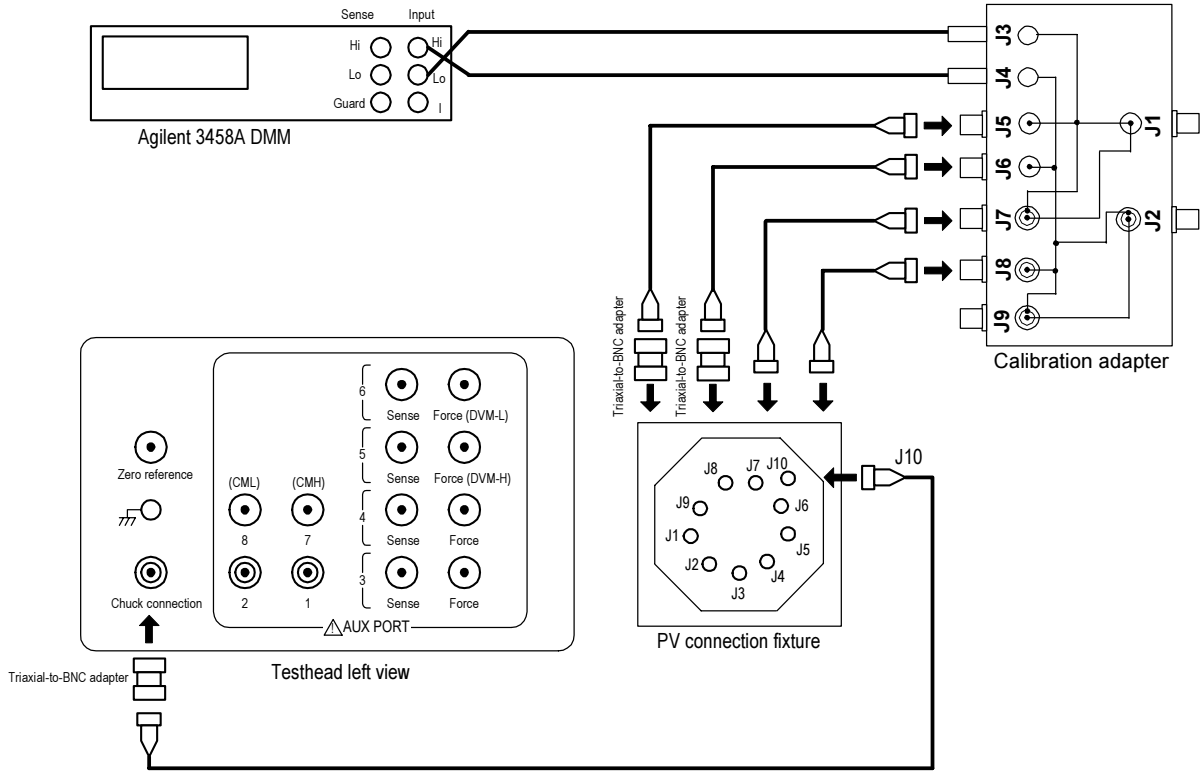 Sense Input
Hi Hi
Lo Lo
Guard I
Agilent 3458A DMM
J3
J4
J5
J6
J7
J8
J9
J1
J2
Calibration adapter
Triaxial-to-BNC adapter
Triaxial-to-BNC adapter
Zero reference
Chuck connection
(CML) (CMH)
8 7
2 1
6
Sense Force (DVM-L)
5
Sense Force (DVM-H)
4
Sense Force
3
Sense Force
AUX PORT
Testhead left view
Triaxial-to-BNC adapter
J8 J7 J10
J9 J6
J1 J5
J2 J4
J3
J10
PV connection fixture